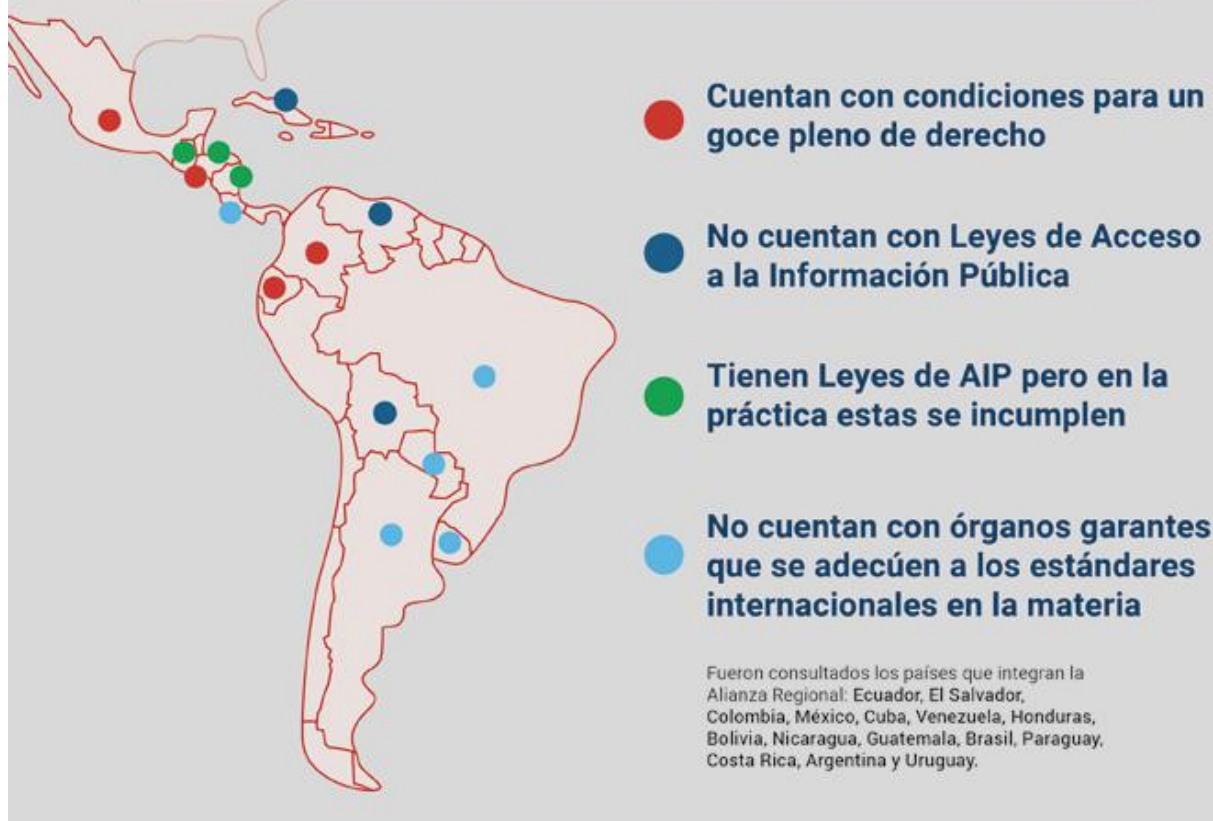 Cuentan con condiciones para un
goce pleno de derecho
No cuentan con Leyes de Acceso
a la Información Pública
Tienen Leyes de AIP pero en la
práctica estas se incumplen
No cuentan con órganos garantes
que se adecúen a los estándares
internacionales en la materia
Fueron consultados los países que integran la
Alianza Regional: Ecuador, El Salvador,
Colombia, México, Cuba, Venezuela, Honduras,
Bolivia, Nicaragua, Guatemala, Brasil, Paraguay,
Costa Rica, Argentina y Uruguay.